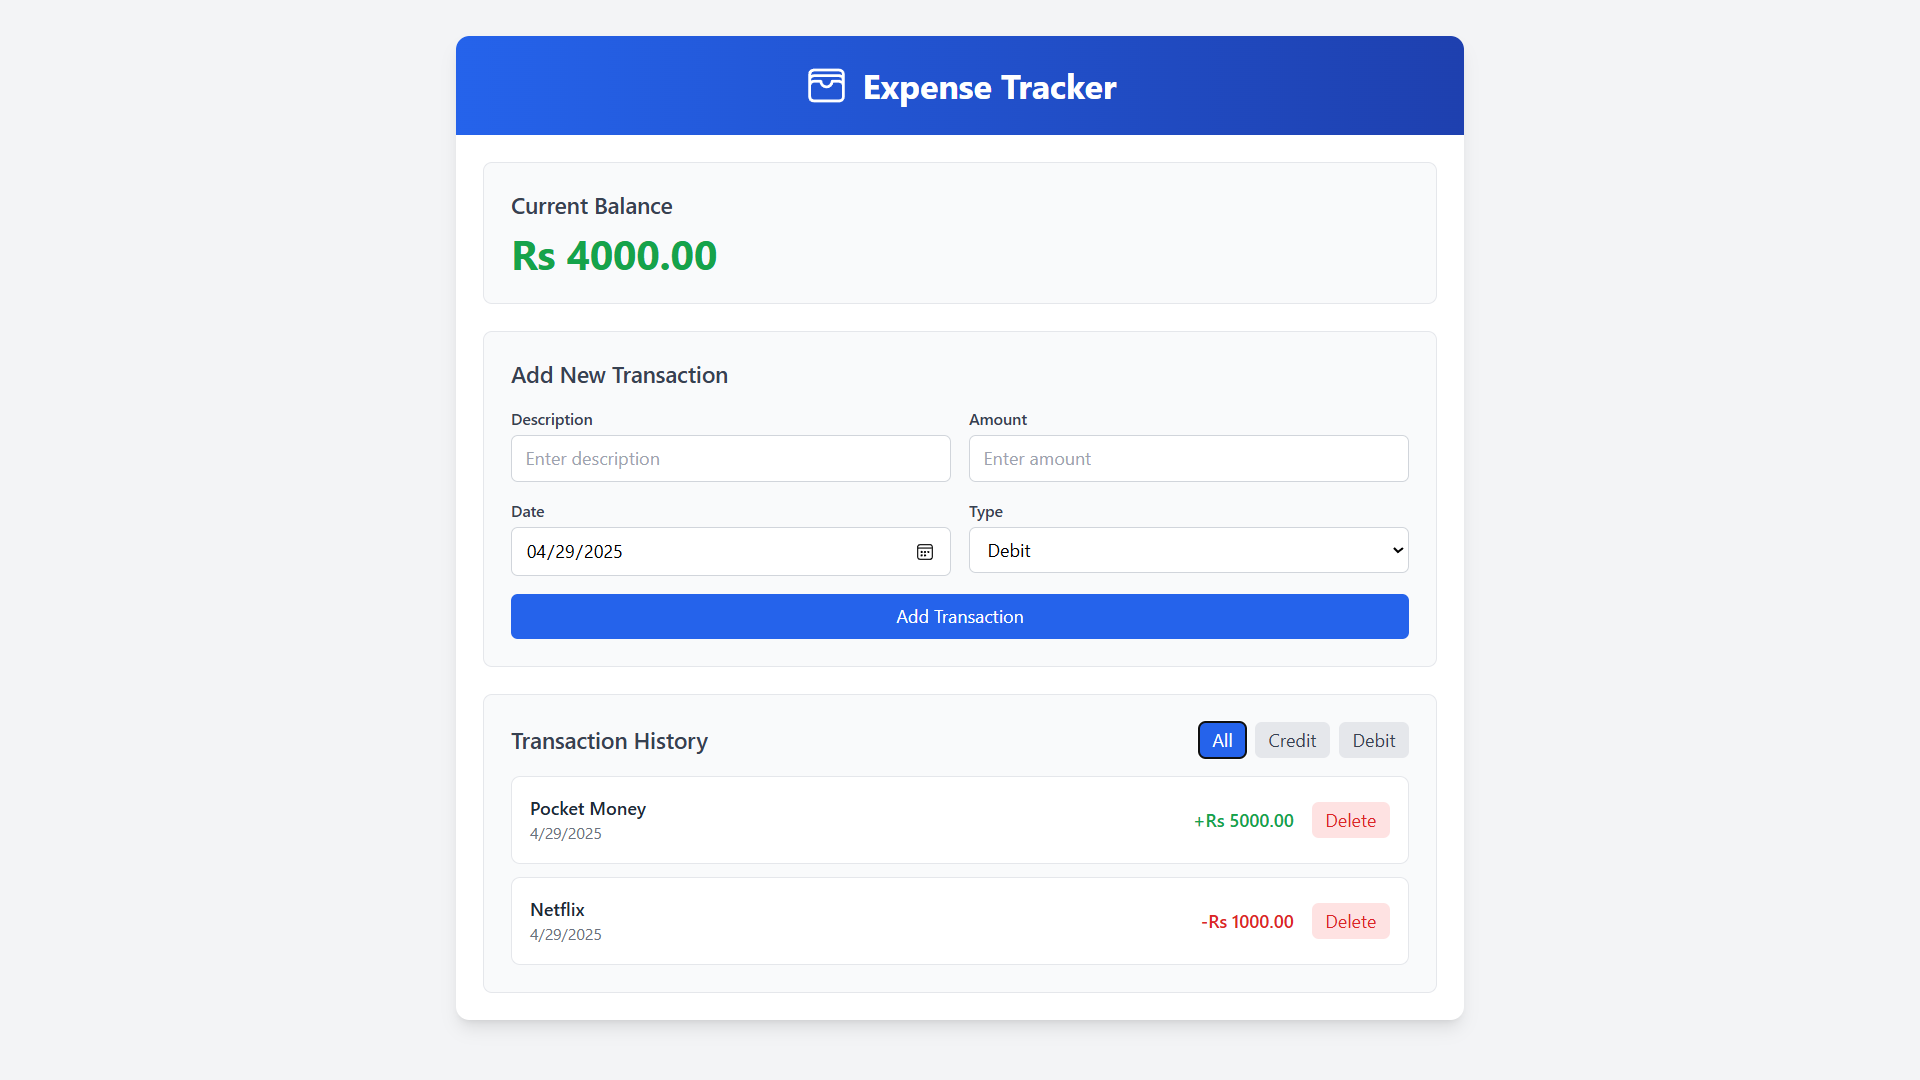 Expense Tracker
Current Balance
Rs 4000.00
Add New Transaction
Description
Amount
Enter description
Enter amount
Date
Type
04/29/2025
Debit
Add Transaction
Transaction History
All
Credit
Debit
Pocket Money
4/29/2025
+Rs 5000.00
Delete
Netflix
4/29/2025
-Rs 1000.00
Delete